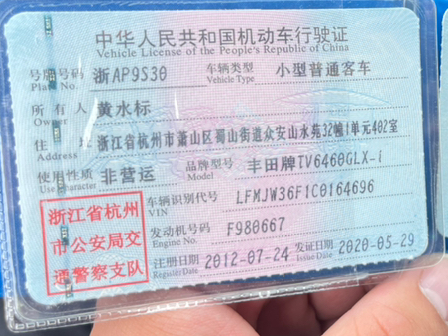 中华人民共和国机动车行驶证
Vehicle License of the People's Republic of China
号牌号码 浙AP9S30 车辆类型 小型普通客车
Plate No. Vehicle Type
所有人 黄水标
Owner
住址 浙江省杭州市萧山区蜀山街道众安山水苑32幢1单元402室
Address
使用性质 非营运 品牌型号 丰田牌TV6460GLX-i
Use Character Model
浙江省杭州
市公安局交
通警察支队
车辆识别代号 LFMJW36F1C0164696
VIN
发动机号码 F980667
Engine No.
注册日期 2012-07-24 发证日期 2020-05-29
Register Date Issue Date